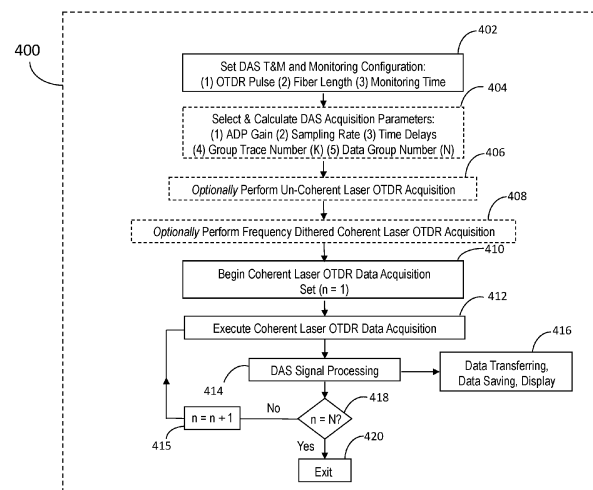 400
402
Set DAS T&M and Monitoring Configuration:
(1) OTDR Pulse (2) Fiber Length (3) Monitoring Time
404
Select & Calculate DAS Acquisition Parameters:
(1) ADP Gain (2) Sampling Rate (3) Time Delays
(4) Group Trace Number (K) (5) Data Group Number (N)
406
Optionally Perform Un-Coherent Laser OTDR Acquisition
408
Optionally Perform Frequency Dithered Coherent Laser OTDR Acquisition
410
Begin Coherent Laser OTDR Data Acquisition
Set (n = 1)
412
Execute Coherent Laser OTDR Data Acquisition
416
Data Transferring,
Data Saving, Display
414
DAS Signal Processing
418
n = N?
No
n = n + 1
415
Yes
420
Exit